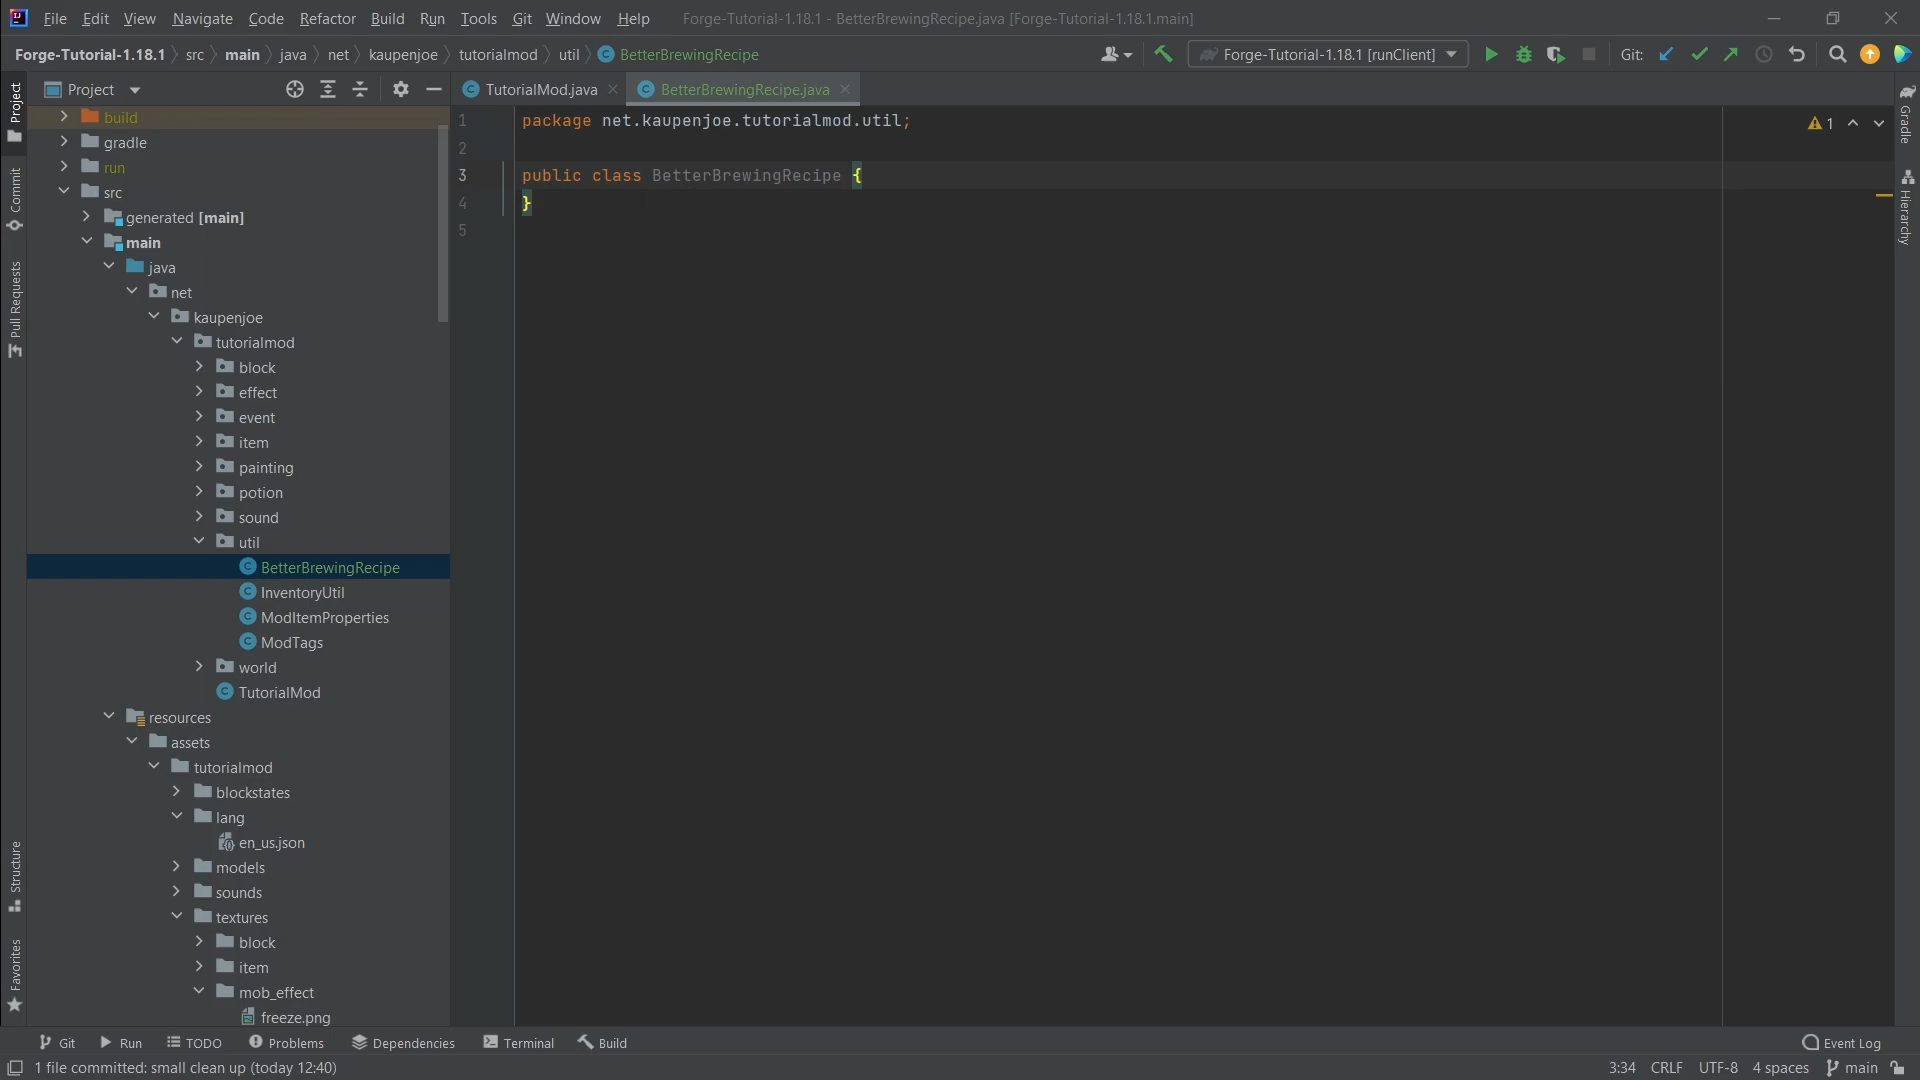 File Edit View Navigate Code Refactor Build Run Tools Git Window Help Forge-Tutorial-1.18.1 - BetterBrewingRecipe.java [Forge-Tutorial-1.18.1.main]
Forge-Tutorial-1.18.1 src main java net kaupenjoe tutorialmod util BetterBrewingRecipe Forge-Tutorial-1.18.1 [runClient] Git:
Project
TutorialMod.java BetterBrewingRecipe.java
build
gradle
run
src
generated [main]
main
java
net
kaupenjoe
tutorialmod
block
effect
event
item
painting
potion
sound
util
BetterBrewingRecipe
InventoryUtil
ModItemProperties
ModTags
world
TutorialMod
resources
assets
tutorialmod
blockstates
lang
en_us.json
models
sounds
textures
block
item
mob_effect
freeze.png
1 package net.kaupenjoe.tutorialmod.util;
2
3 public class BetterBrewingRecipe {
4 }
5
1
Project
Commit
Pull Requests
Structure
Favorites
Gradle
Hierarchy
Git Run TODO Problems Dependencies Terminal Build Event Log
1 file committed: small clean up (today 12:40) 3:34 CRLF UTF-8 4 spaces main